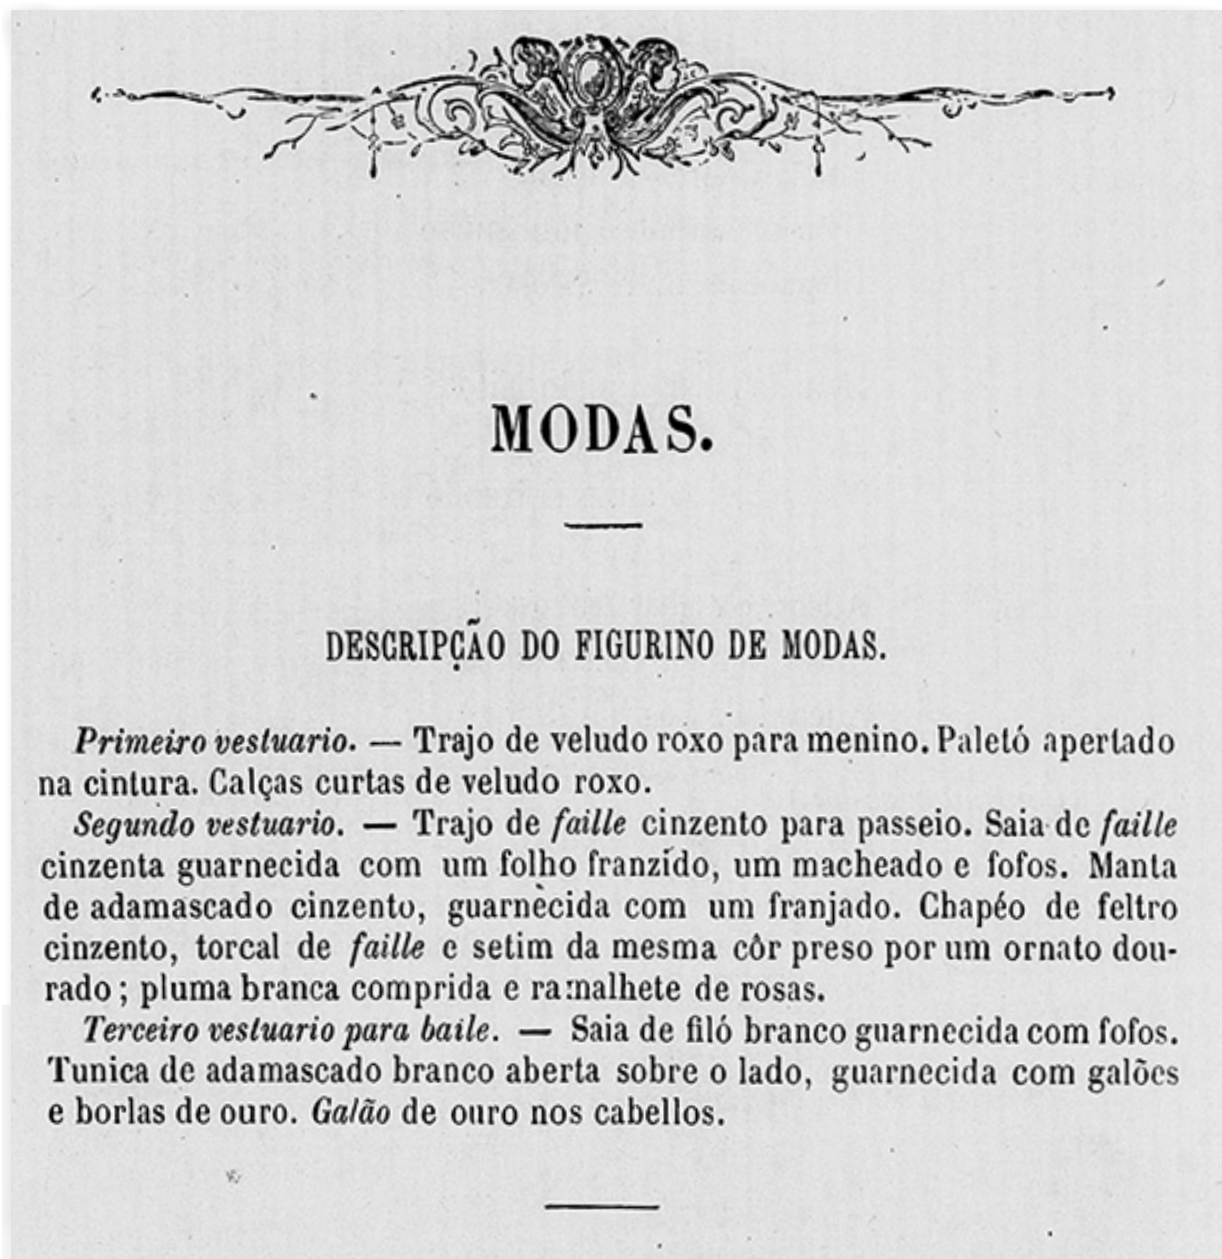 MODAS.
DESCRIPÇÃO DO FIGURINO DE MODAS.
Primeiro vestuario. — Trajo de veludo roxo para menino. Paletó apertado
na cintura. Calças curtas de veludo roxo.
Segundo vestuario. — Trajo de faille cinzento para passeio. Saia de faille
cinzenta guarnecida com um folho franzido, um macheado e fofos. Manta
de adamascado cinzento, guarnecida com um franjado. Chapéo de feltro
cinzento, torcal de faille e setim da mesma côr preso por um ornato dou-
rado; pluma branca comprida e ramalhete de rosas.
Terceiro vestuario para baile. — Saia de filó branco guarnecida com fofos.
Tunica de adamascado branco aberta sobre o lado, guarnecida com galões
e borlas de ouro. Galão de ouro nos cabellos.